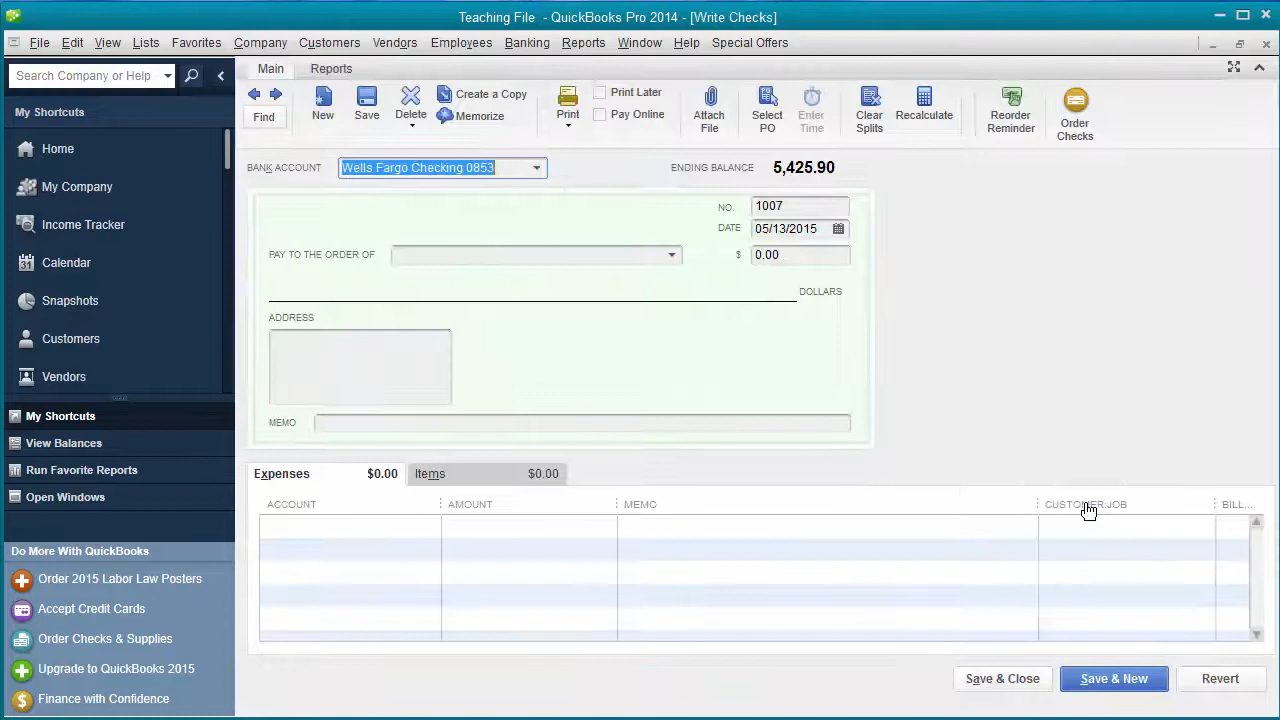 Teaching File - QuickBooks Pro 2014 - [Write Checks]
File Edit View Lists Favorites Company Customers Vendors Employees Banking Reports Window Help Special Offers
Search Company or Help
My Shortcuts
Home
My Company
Income Tracker
31 Calendar
Snapshots
Customers
Vendors
My Shortcuts
View Balances
Run Favorite Reports
Open Windows
Do More With QuickBooks
Order 2015 Labor Law Posters
Accept Credit Cards
Order Checks & Supplies
Upgrade to QuickBooks 2015
$ Finance with Confidence
Main Reports
Find
New
Save
Delete
Create a Copy
Memorize
Print
Print Later
Pay Online
Attach
File
Select
PO
Enter
Time
Clear
Splits
Recalculate
Reorder
Reminder
Order
Checks
BANK ACCOUNT Wells Fargo Checking 0853 ENDING BALANCE 5,425.90
NO. 1007
DATE 05/13/2015
PAY TO THE ORDER OF $ 0.00
DOLLARS
ADDRESS
MEMO
Expenses $0.00 Items $0.00
ACCOUNT AMOUNT MEMO CUSTOMER:JOB BILL...
Save & Close Save & New Revert